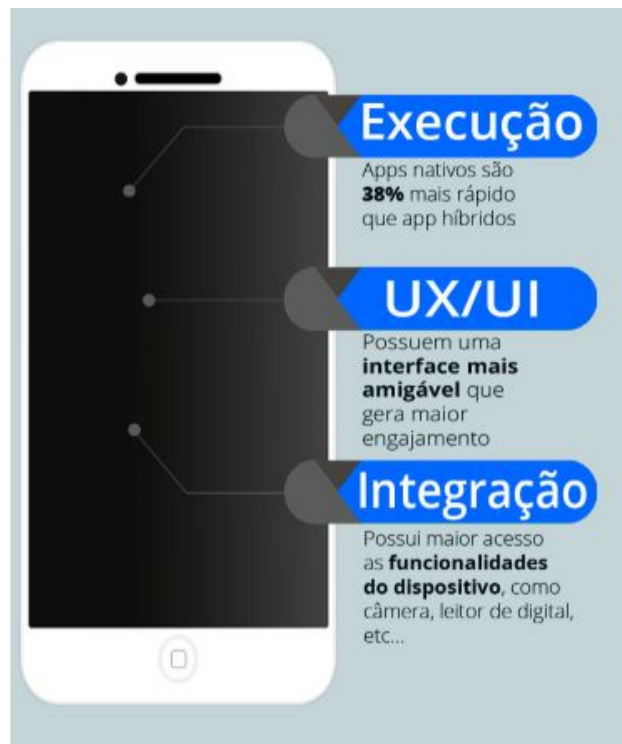 Execução
Apps nativos são
38% mais rápido
que app híbridos
UX/UI
Possuem uma
interface mais
amigável que
gera maior
engajamento
Integração
Possui maior acesso
as funcionalidades
do dispositivo, como
câmera, leitor de digital,
etc...